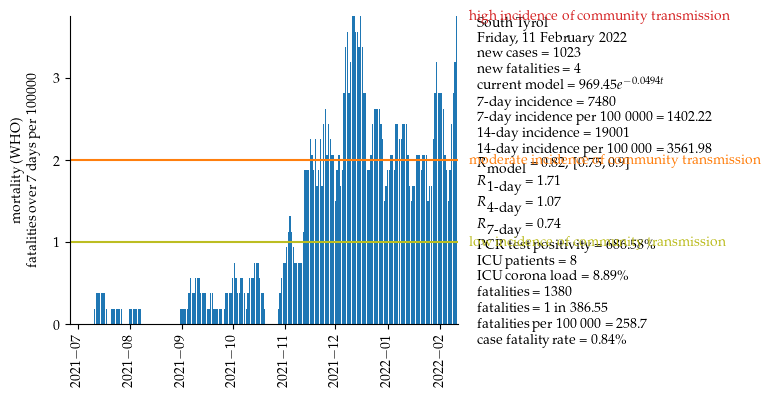 high incidence of community transmission
South Tyrol
Friday, 11 February 2022
new cases = 1023
new fatalities = 4
current model = 969.45e^{-0.0494t}
7-day incidence = 7480
7-day incidence per 100 0000 = 1402.22
14-day incidence = 19001
14-day incidence per 100 000 = 3561.98
moderate incidence of community transmission
R_model = 0.82, [0.75, 0.9]
R_1-day = 1.71
R_4-day = 1.07
R_7-day = 0.74
low incidence of community transmission
PCR test positivity = 686.58%
ICU patients = 8
ICU corona load = 8.89%
fatalities = 1380
fatalities = 1 in 386.55
fatalities per 100 000 = 258.7
case fatality rate = 0.84%
mortality (WHO)
fatalities over 7 days per 100000
3
2
1
0
2021−07
2021−08
2021−09
2021−10
2021−11
2021−12
2022−01
2022−02